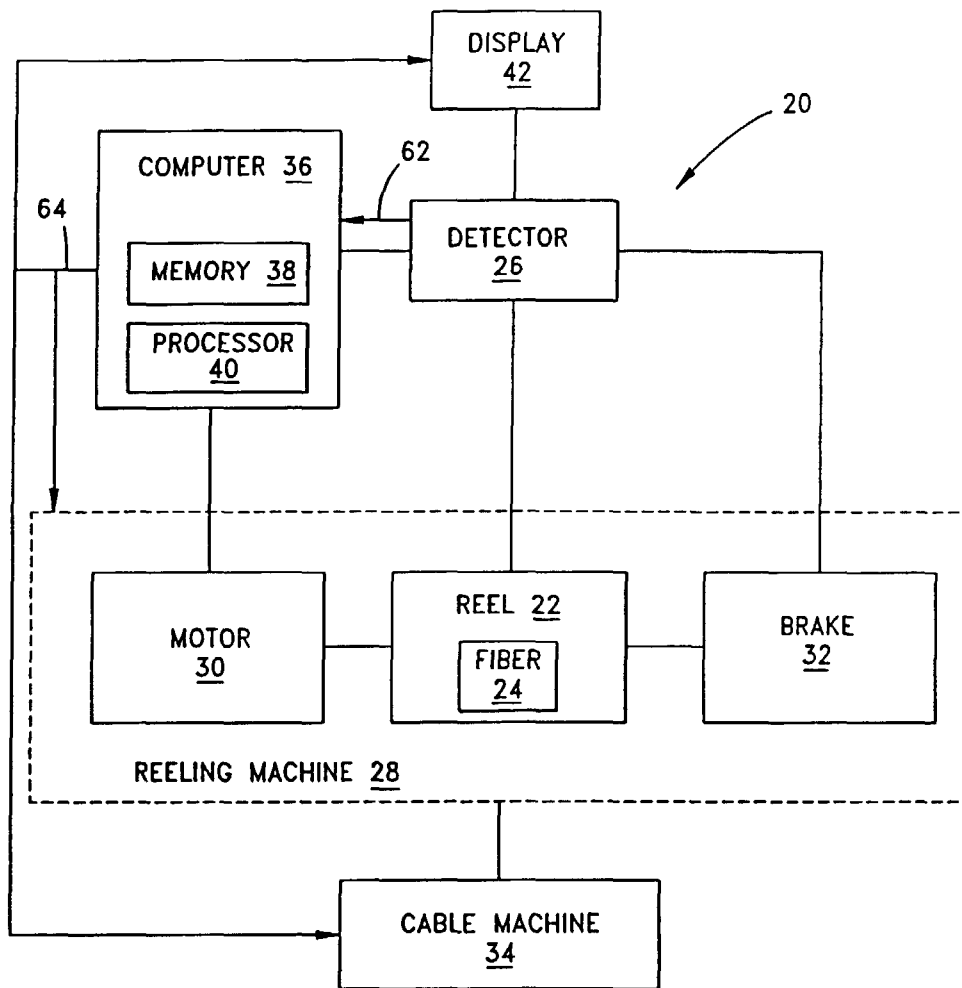 DISPLAY
42
20
COMPUTER 36
62
64
DETECTOR
26
MEMORY 38
PROCESSOR
40
MOTOR
30
REEL 22
FIBER
24
BRAKE
32
REELING MACHINE 28
CABLE MACHINE
34